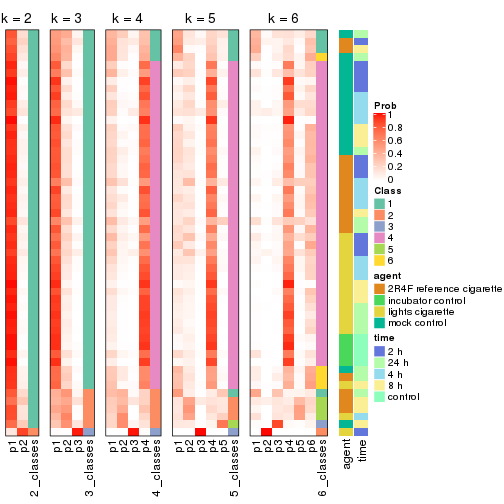 k = 2 k = 3 k = 4 k = 5 k = 6
Prob
1
0.8
0.6
0.4
0.2
0
Class
1
2
3
4
5
6
agent
2R4F reference cigarette
incubator control
lights cigarette
mock control
time
2 h
24 h
4 h
8 h
control
p1 p2 2_classes p1 p2 p3 3_classes p1 p2 p3 p4 4_classes p1 p2 p3 p4 p5 5_classes p1 p2 p3 p4 p5 p6 6_classes agent time